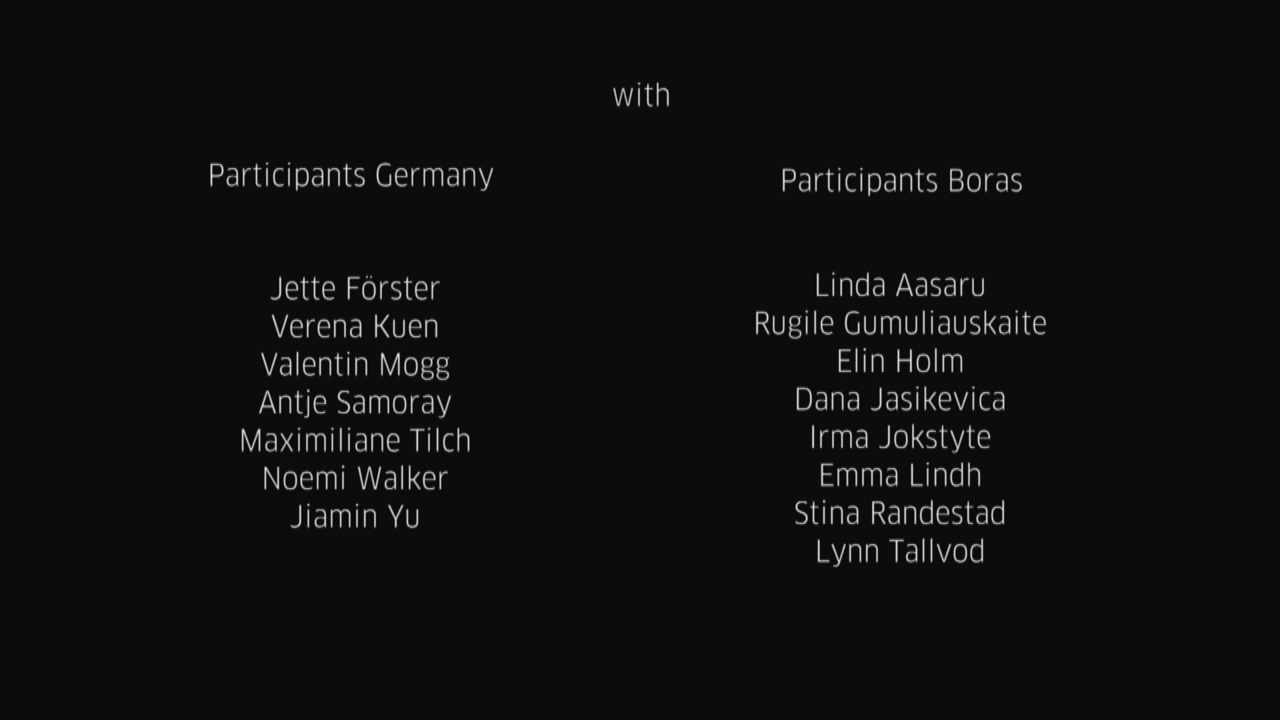 with
Participants Germany
Jette Förster
Verena Kuen
Valentin Mogg
Antje Samoray
Maximiliane Tilch
Noemi Walker
Jiamin Yu
Participants Boras
Linda Aasaru
Rugile Gumuliauskaite
Elin Holm
Dana Jasikevica
Irma Jokstyte
Emma Lindh
Stina Randestad
Lynn Tallvod